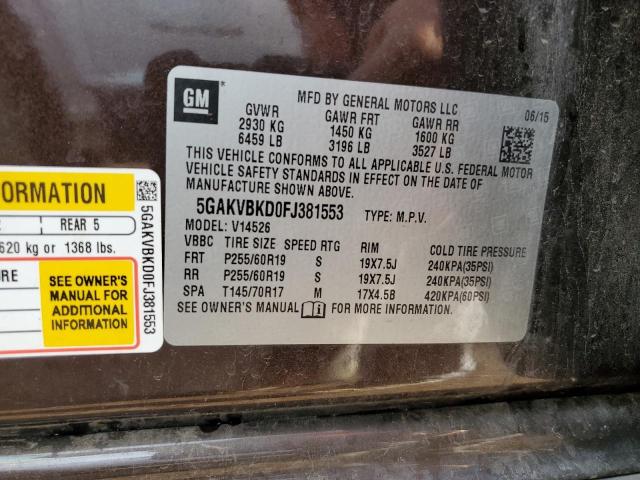 GM
MFD BY GENERAL MOTORS LLC
06/15
GVWR GAWR FRT GAWR RR
2930 KG 1450 KG 1600 KG
6459 LB 3196 LB 3527 LB
THIS VEHICLE CONFORMS TO ALL APPLICABLE U.S. FEDERAL MOTOR
VEHICLE SAFETY STANDARDS IN EFFECT ON THE DATE OF
MANUFACTURE SHOWN ABOVE.
5GAKVBKD0FJ381553 TYPE: M.P.V.
MODEL: V14526
VBBC TIRE SIZE SPEED RTG RIM COLD TIRE PRESSURE
FRT P255/60R19 S 19X7.5J 240KPA(35PSI)
RR P255/60R19 S 19X7.5J 240KPA(35PSI)
SPA T145/70R17 M 17X4.5B 420KPA(60PSI)
SEE OWNER'S MANUAL FOR MORE INFORMATION.
ORMATION
2 REAR 5
620 kg or 1368 lbs.
URE
SEE OWNER'S
MANUAL FOR
ADDITIONAL
INFORMATION
5GAKVBKD0FJ381553